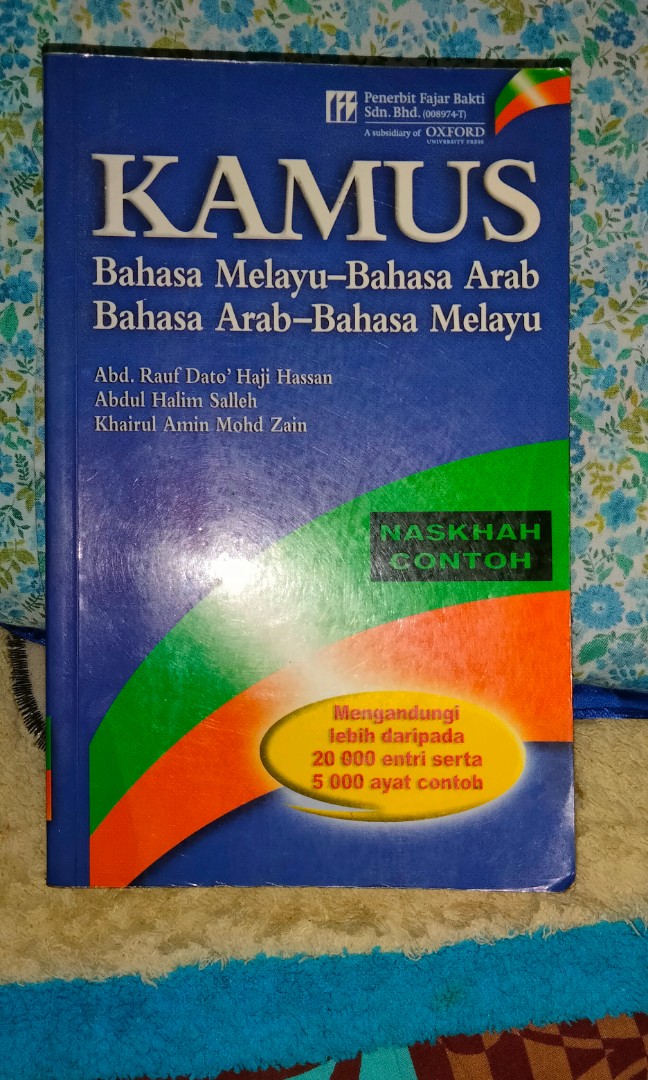 Penerbit Fajar Bakti
Sdn. Bhd. (008974-T)
A subsidiary of OXFORD
UNIVERSITY PRESS
KAMUS
Bahasa Melayu–Bahasa Arab
Bahasa Arab–Bahasa Melayu
Abd. Rauf Dato' Haji Hassan
Abdul Halim Salleh
Khairul Amin Mohd Zain
NASKHAH
CONTOH
Mengandungi
lebih daripada
20 000 entri serta
5 000 ayat contoh